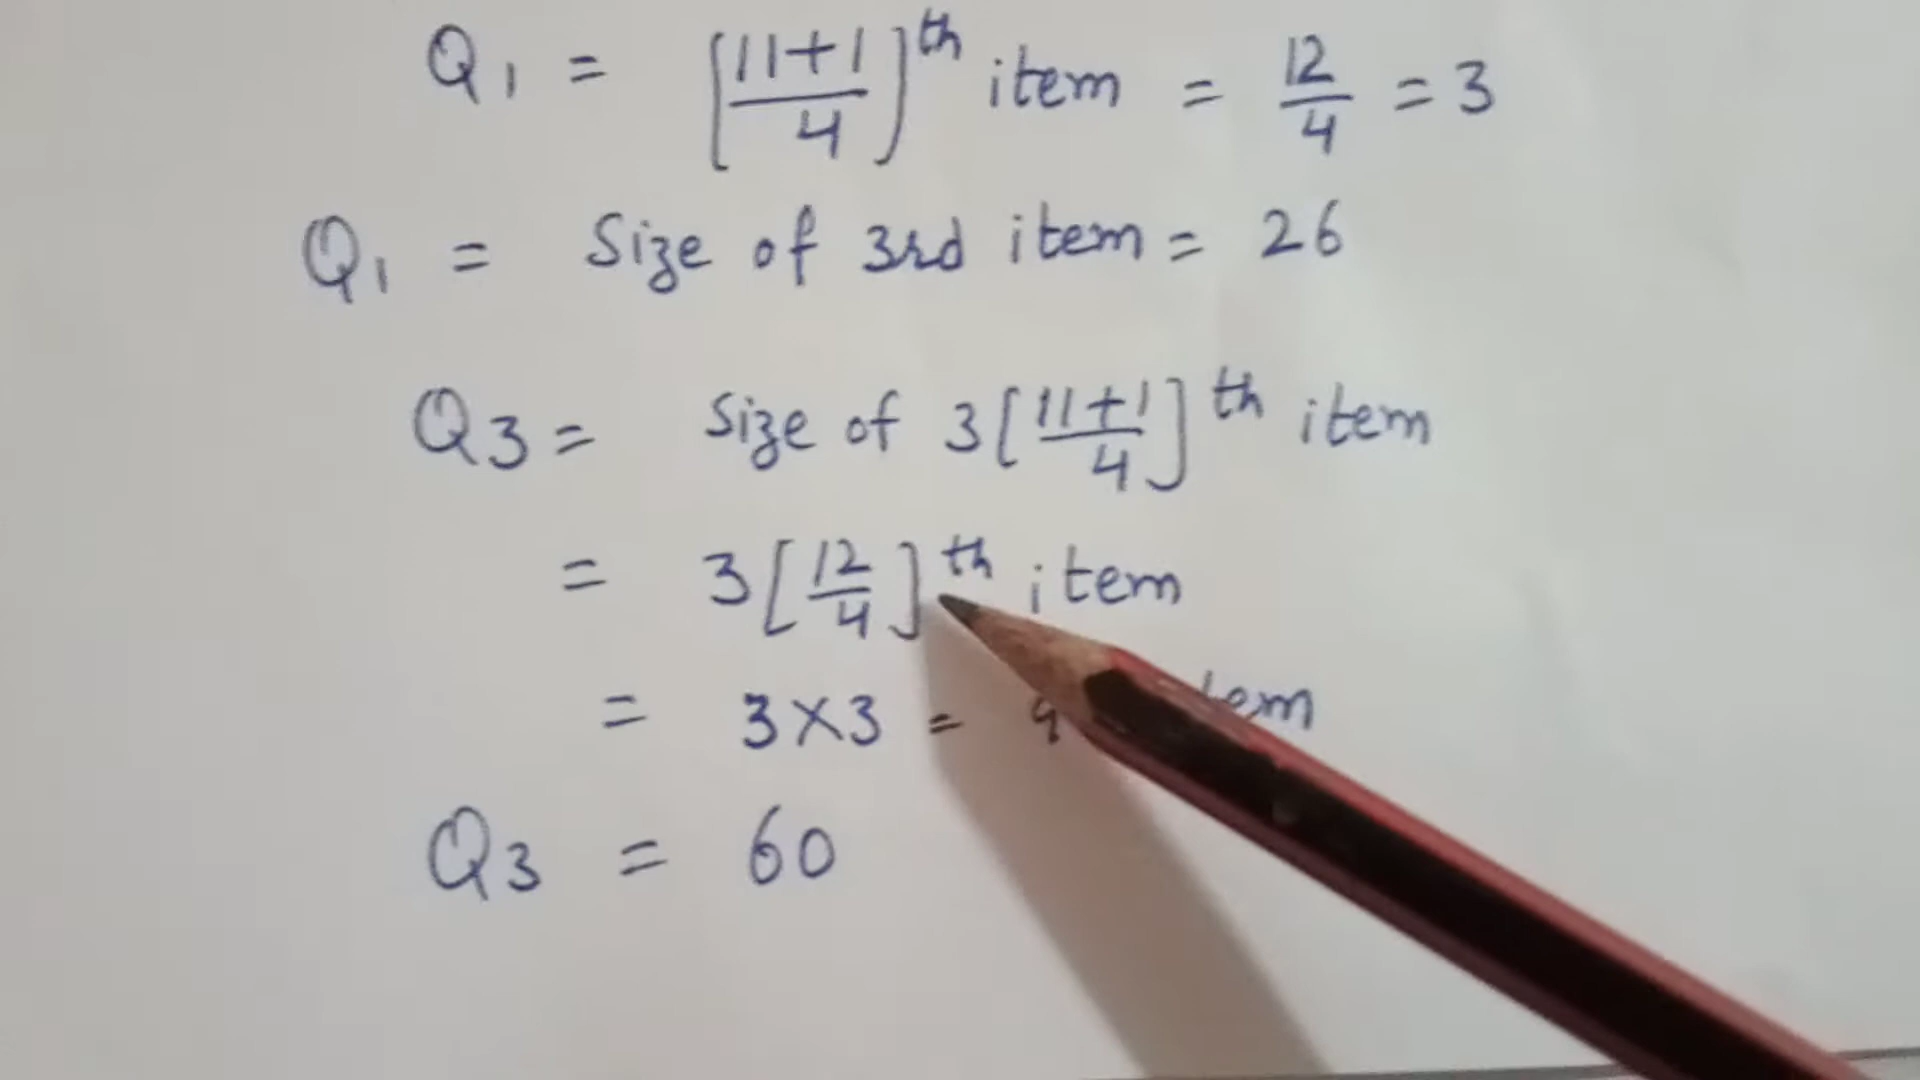 Q1 = [11+1/4]th item = 12/4 = 3
Q1 = Size of 3rd item = 26
Q3 = Size of 3[11+1/4]th item
= 3[12/4]th item
= 3×3 = 9
Q3 = 60